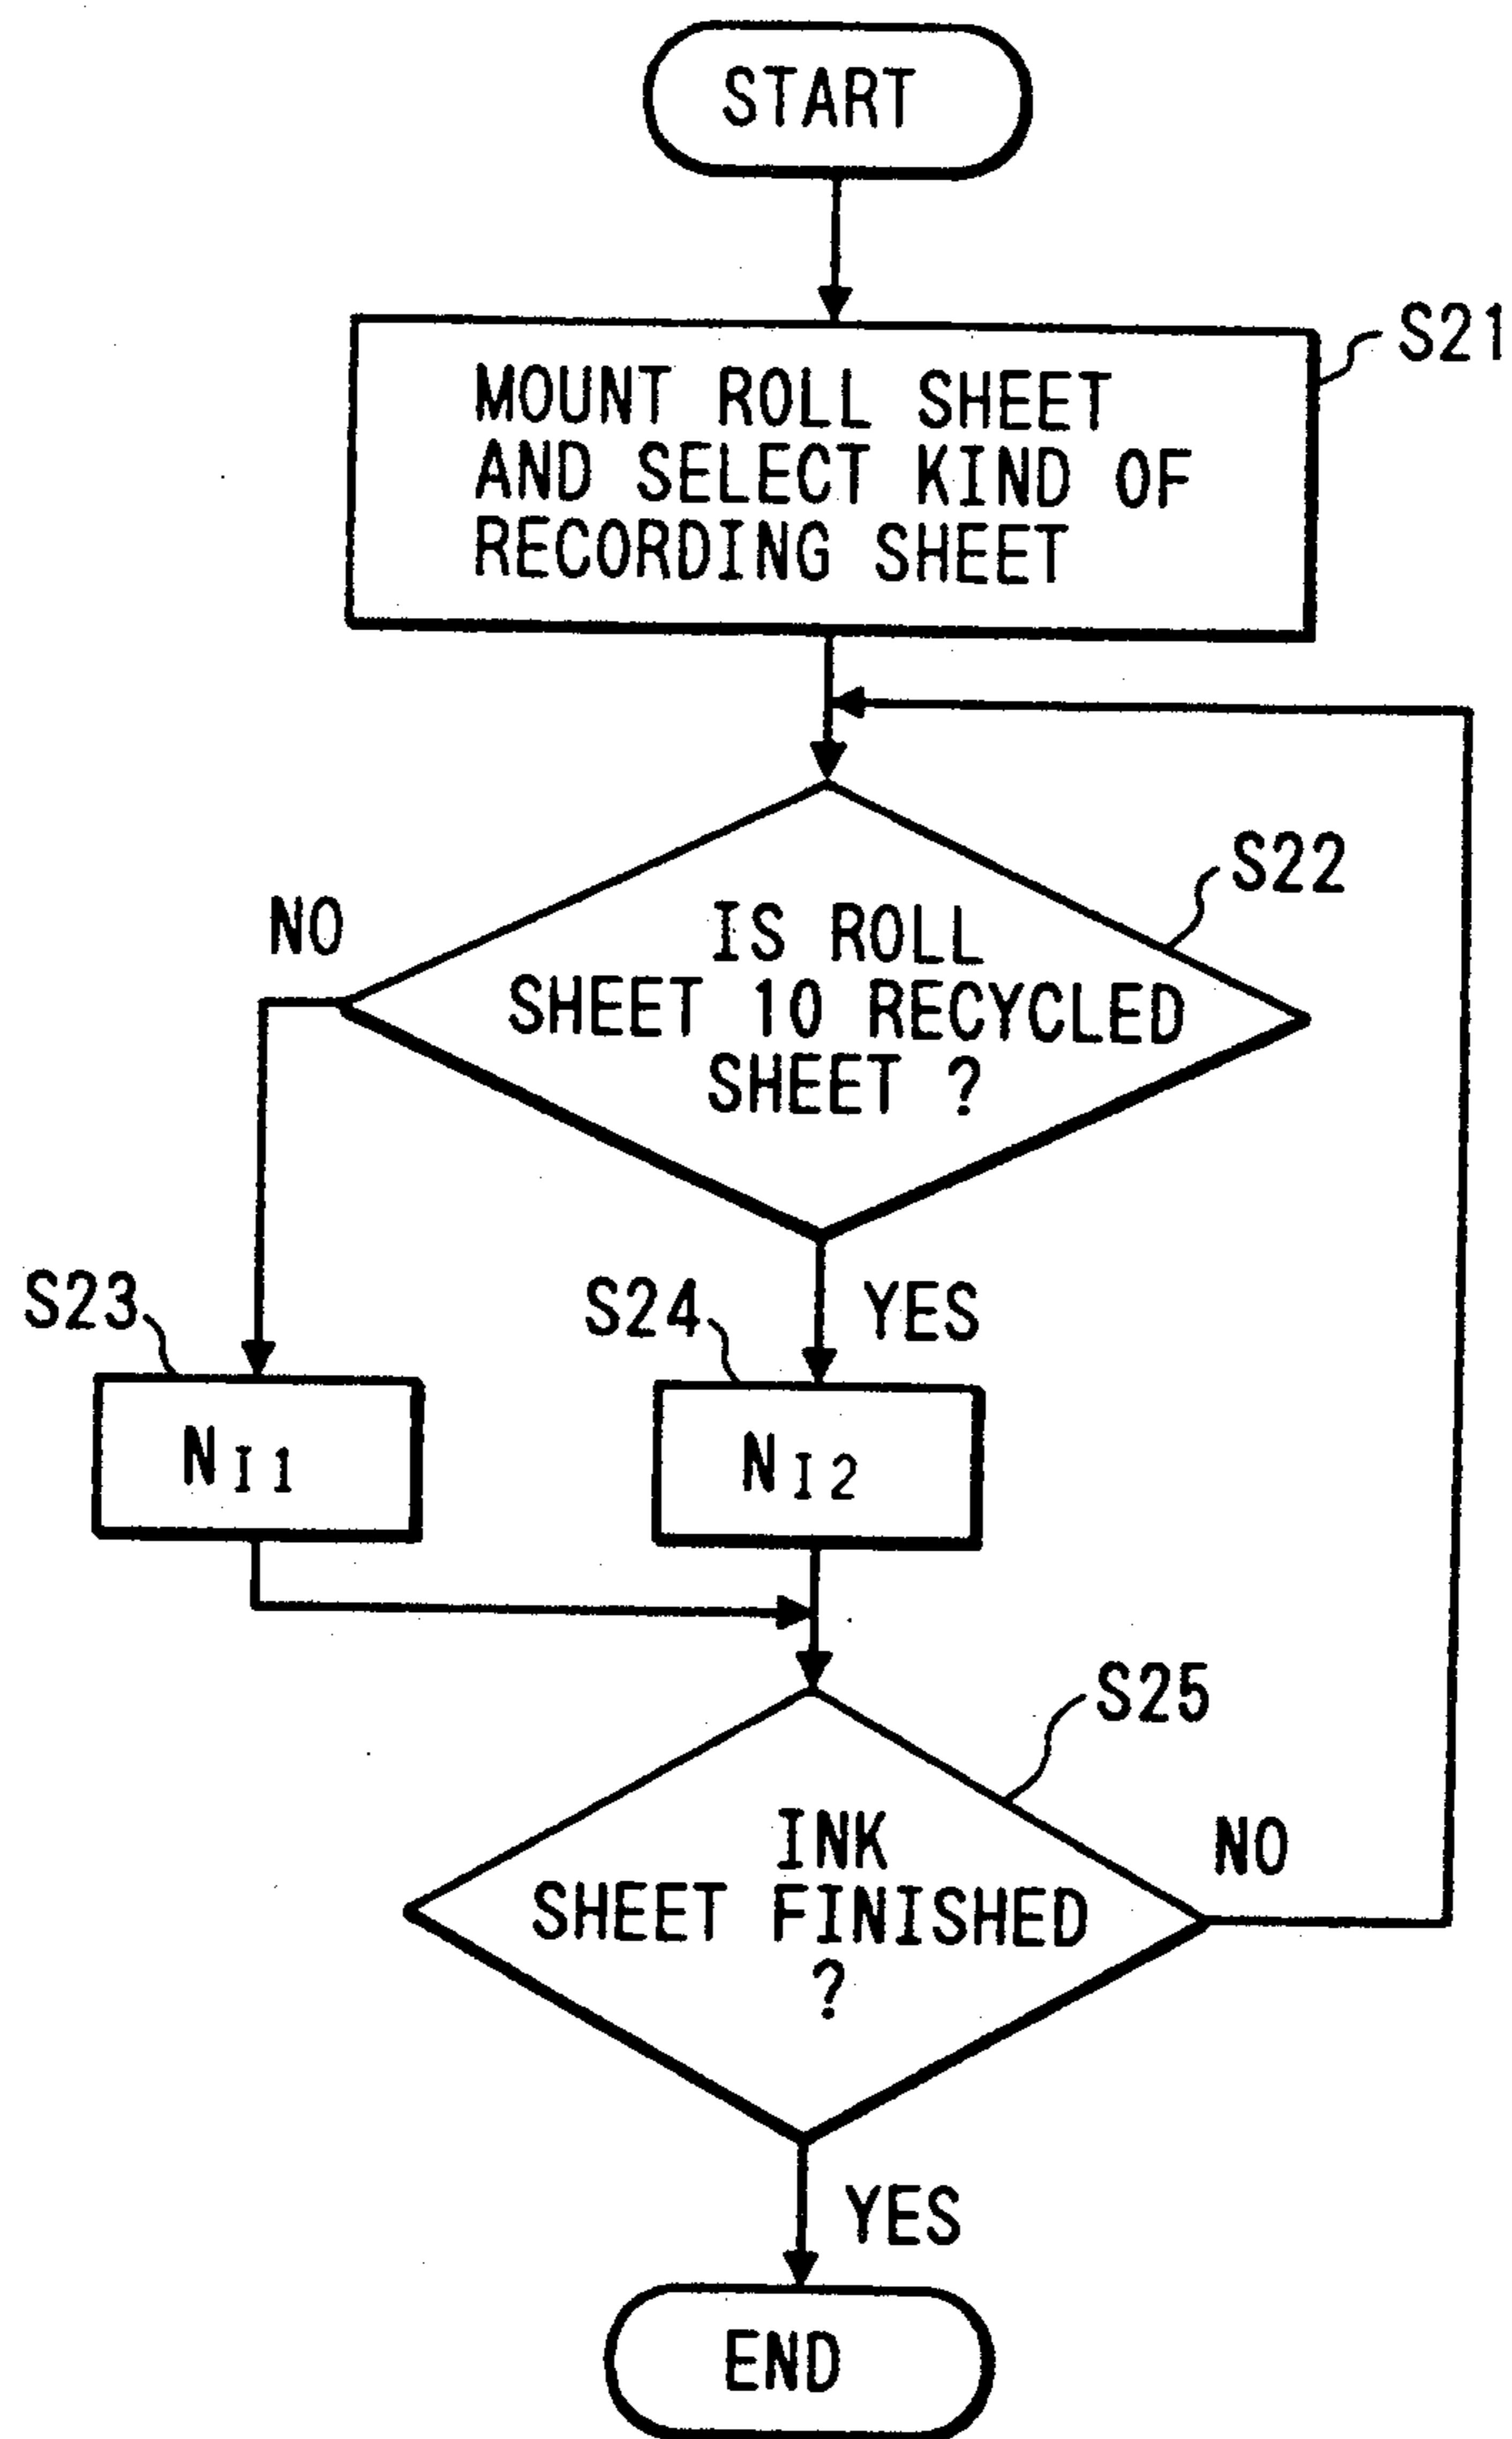 START
S21
MOUNT ROLL SHEET
AND SELECT KIND OF
RECORDING SHEET
S22
NO
IS ROLL
SHEET 10 RECYCLED
SHEET ?
S23
S24
YES
NI1
NI2
S25
INK
SHEET FINISHED
?
NO
YES
END